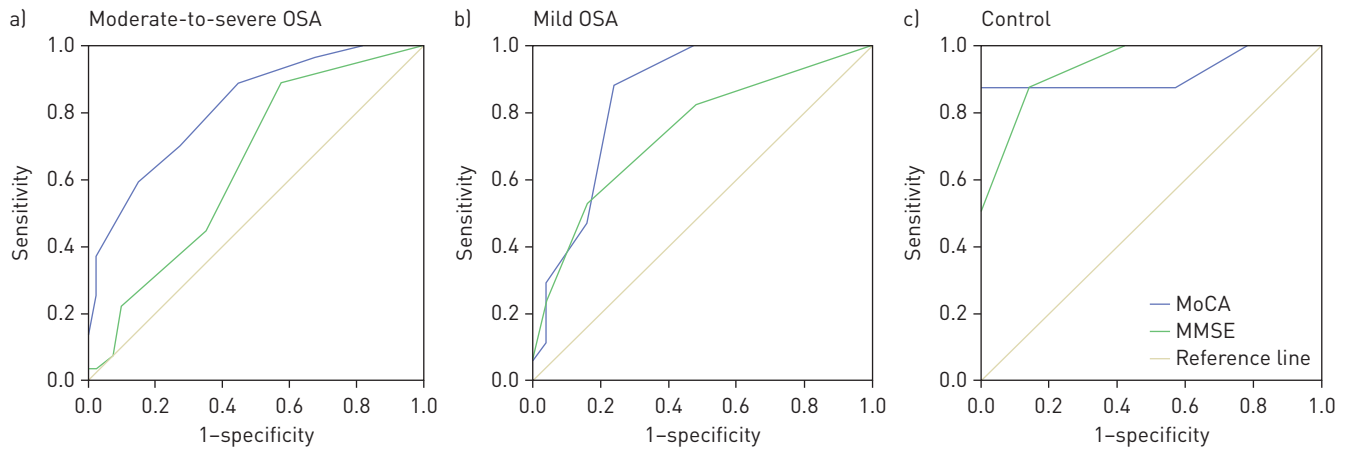 a) Moderate-to-severe OSA
1.0
0.8
0.6
0.4
0.2
0.0
Sensitivity
0.0 0.2 0.4 0.6 0.8 1.0
1–specificity
b) Mild OSA
1.0
0.8
0.6
0.4
0.2
0.0
Sensitivity
0.0 0.2 0.4 0.6 0.8 1.0
1–specificity
c) Control
1.0
0.8
0.6
0.4
0.2
0.0
Sensitivity
MoCA
MMSE
Reference line
0.0 0.2 0.4 0.6 0.8 1.0
1–specificity